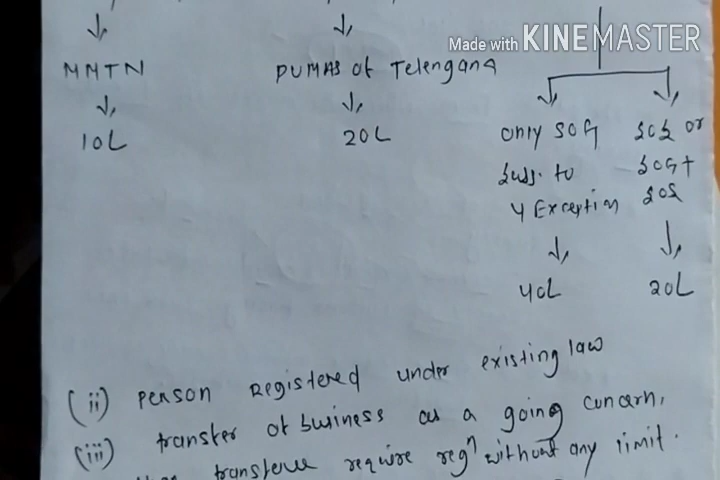 Made with KINEMASTER
MMTN
PUMAS of Telengana
10L
20L
only SOG
SOS or
subj. to
SOG +
4 Exception
SOS
40L
20L
(ii) person Registered under existing law
(iii) transfer of business as a going concern,
transferee require regn without any limit.